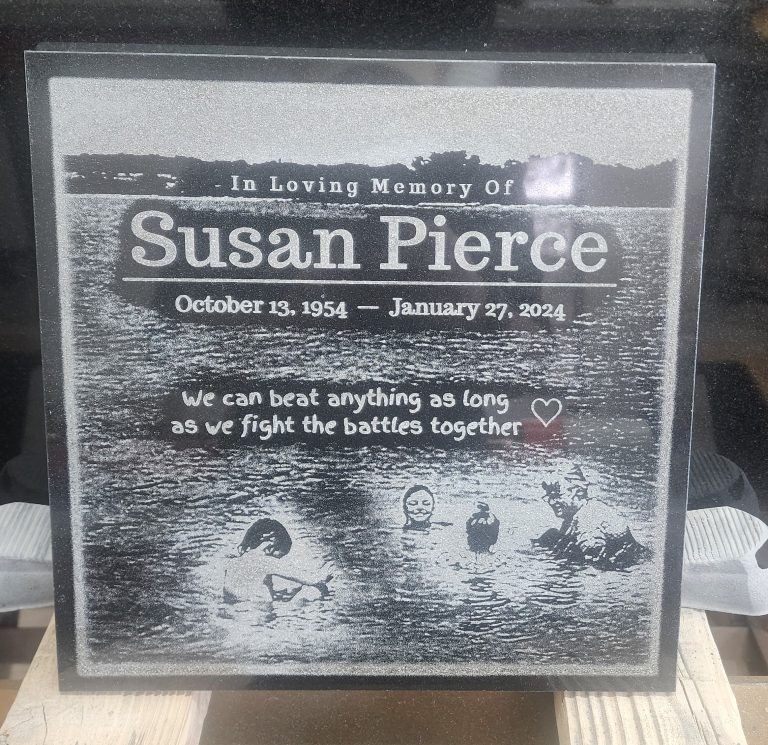 In Loving Memory Of
Susan Pierce
October 13, 1954 — January 27, 2024
We can beat anything as long
as we fight the battles together ♡